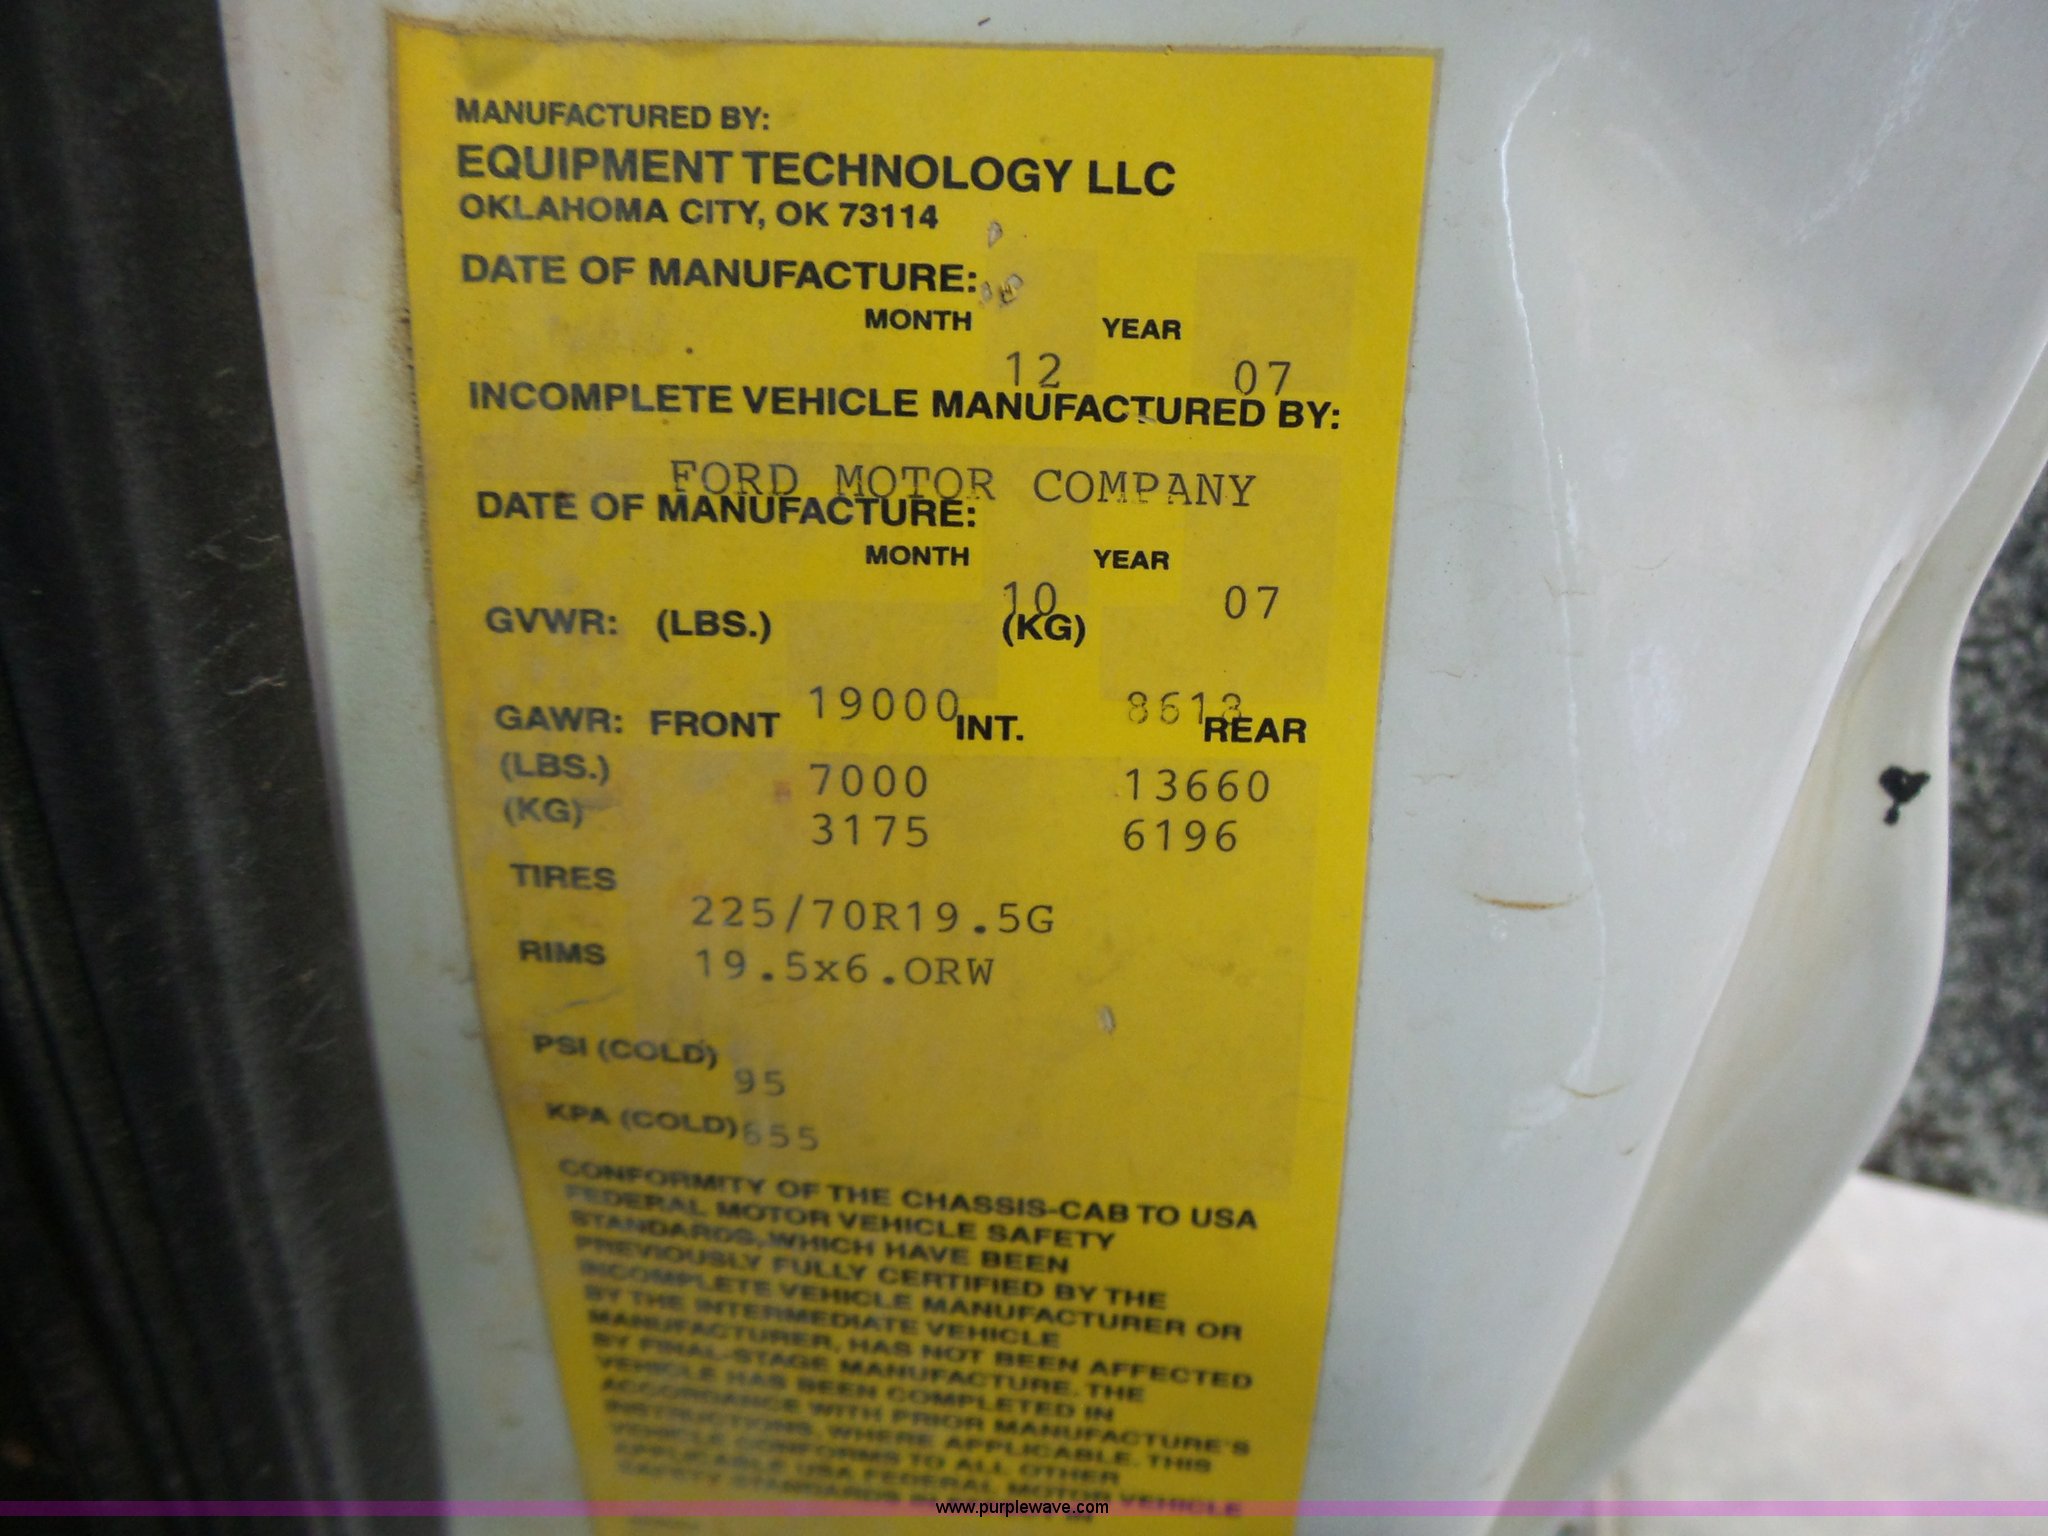 MANUFACTURED BY:
EQUIPMENT TECHNOLOGY LLC
OKLAHOMA CITY, OK 73114
DATE OF MANUFACTURE:
MONTH YEAR
12 07
INCOMPLETE VEHICLE MANUFACTURED BY:
FORD MOTOR COMPANY
DATE OF MANUFACTURE:
MONTH YEAR
10 07
GVWR: (LBS.) (KG)
19000 8618
GAWR: FRONT INT. REAR
(LBS.) 7000 13660
(KG) 3175 6196
TIRES
225/70R19.5G
RIMS 19.5x6.0RW
PSI (COLD)
95
KPA (COLD) 655
CONFORMITY OF THE CHASSIS-CAB TO USA
FEDERAL MOTOR VEHICLE SAFETY
STANDARDS, WHICH HAVE BEEN
PREVIOUSLY FULLY CERTIFIED BY THE
INCOMPLETE VEHICLE MANUFACTURER OR
BY THE INTERMEDIATE VEHICLE
MANUFACTURER, HAS NOT BEEN AFFECTED
BY FINAL-STAGE MANUFACTURE. THE
VEHICLE HAS BEEN COMPLETED IN
ACCORDANCE WITH PRIOR MANUFACTURE'S
INSTRUCTIONS, WHERE APPLICABLE. THIS
VEHICLE CONFORMS TO ALL OTHER
APPLICABLE USA FEDERAL MOTOR VEHICLE
SAFETY STANDARDS
www.purplewave.com